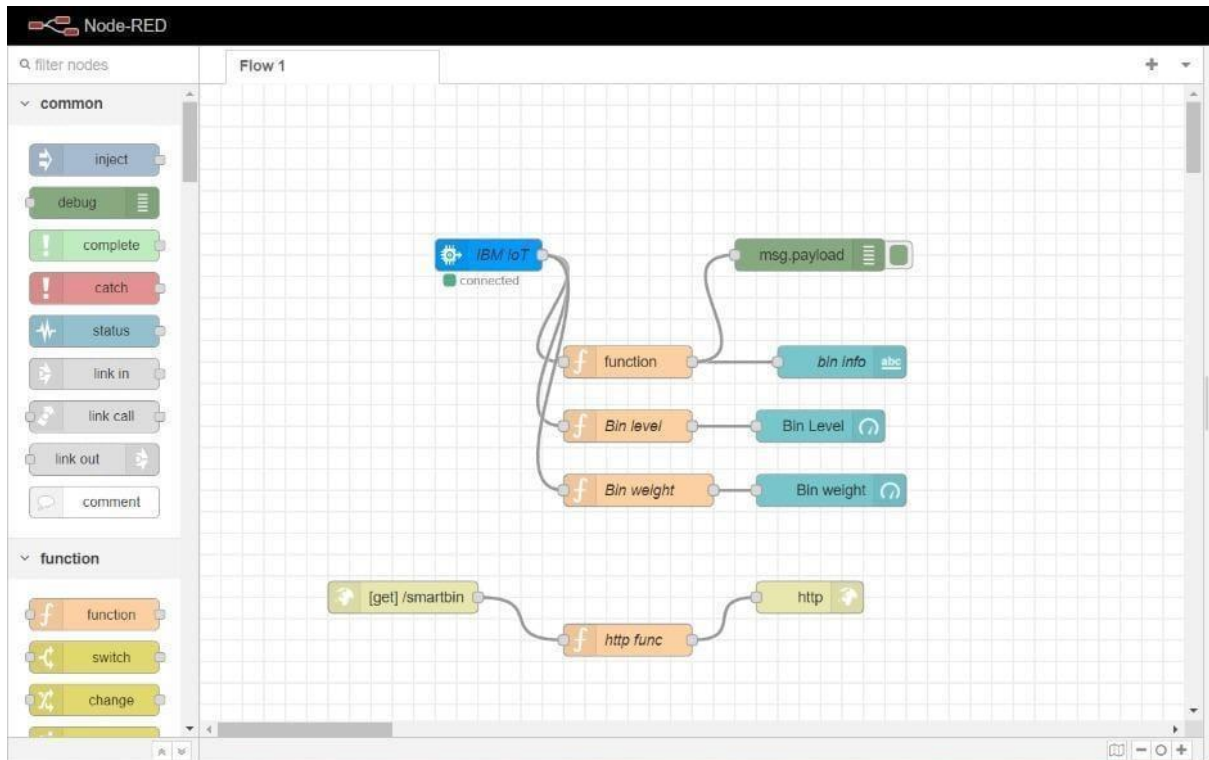 Node-RED
filter nodes
Flow 1
common
inject
debug
complete
catch
status
link in
link call
link out
comment
function
function
switch
change
IBM IoT
connected
msg.payload
function
bin info
abc
Bin level
Bin Level
Bin weight
Bin weight
[get] /smartbin
http
http func